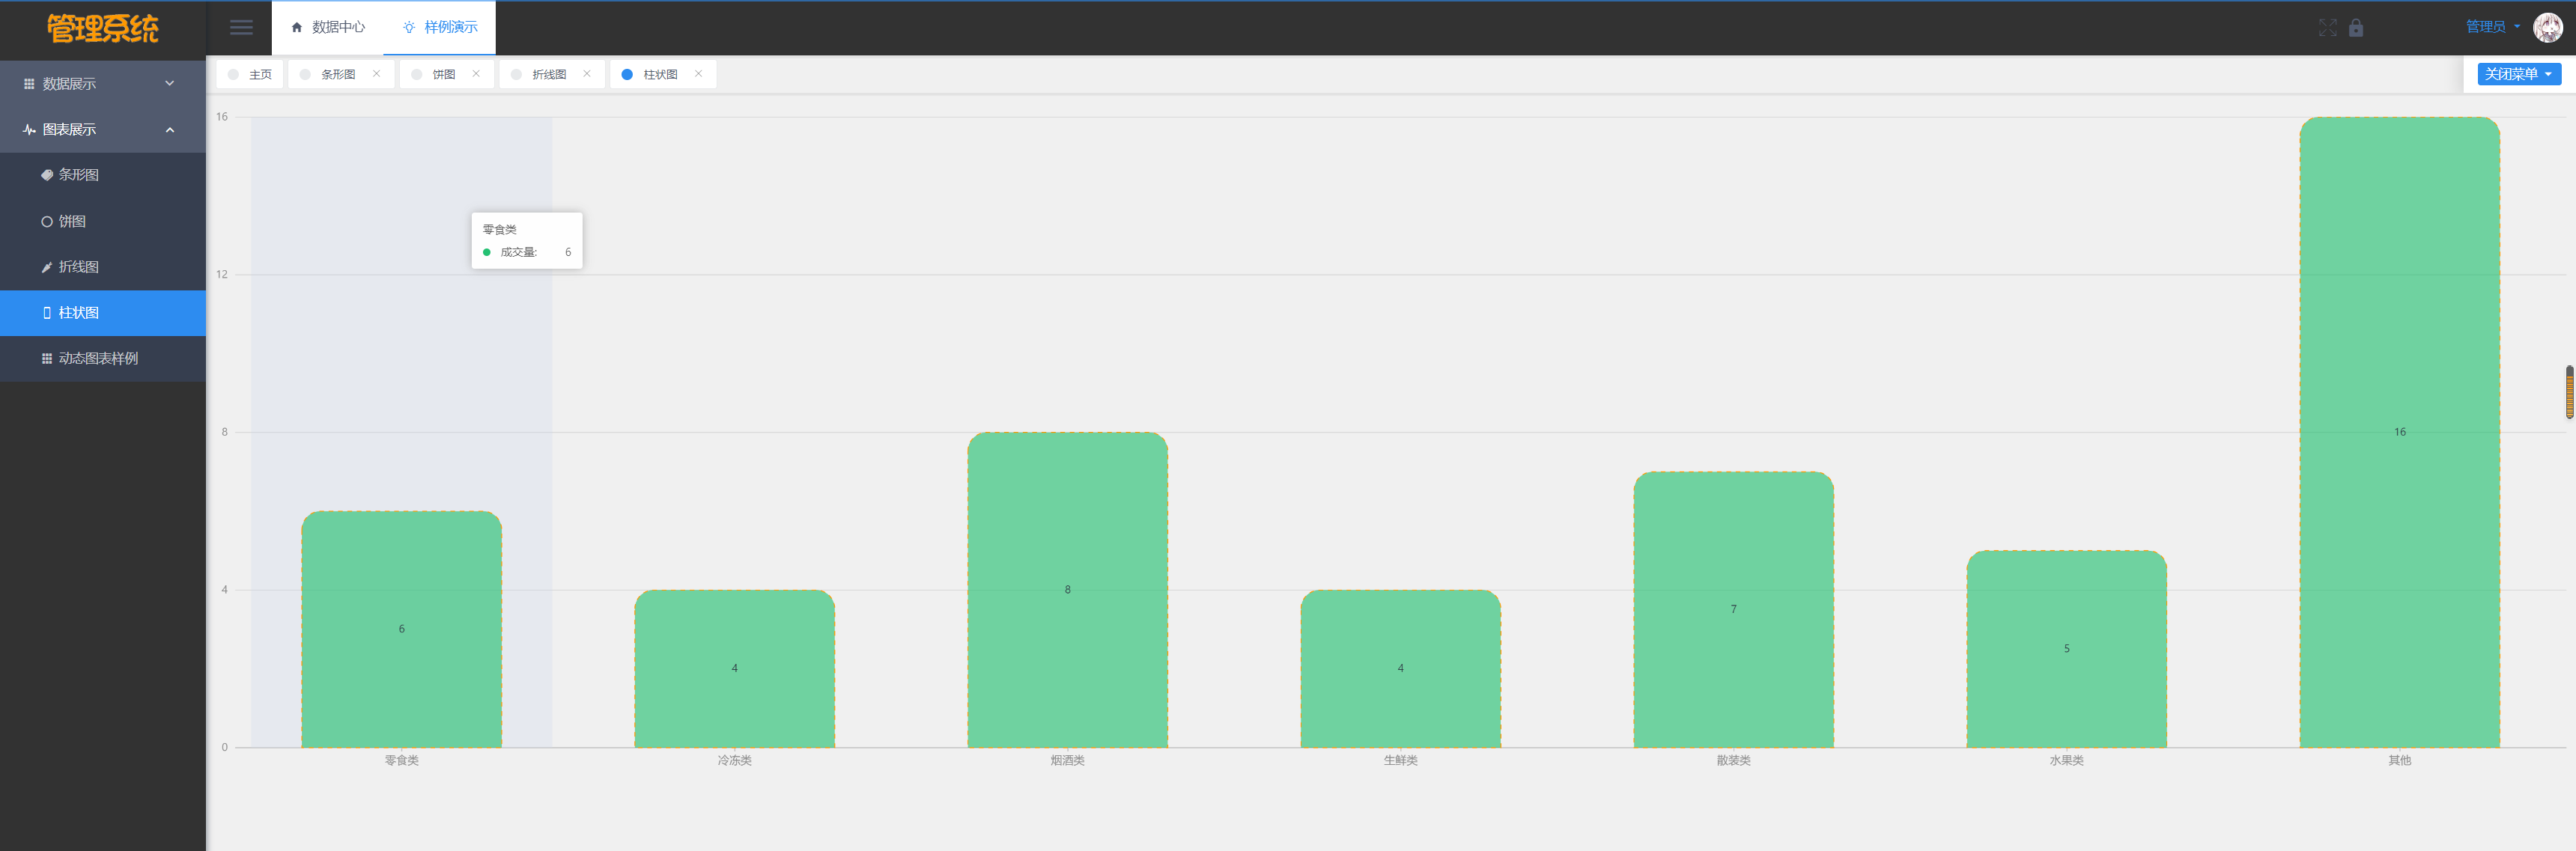 管理系统
数据中心
样例演示
管理员
数据展示
图表展示
条形图
饼图
折线图
柱状图
动态图表样例
主页
条形图
饼图
折线图
柱状图
关闭菜单
16
12
8
4
0
零食类
成交量: 6
6
4
8
4
7
5
16
零食类
冷冻类
烟酒类
生鲜类
散装类
水果类
其他